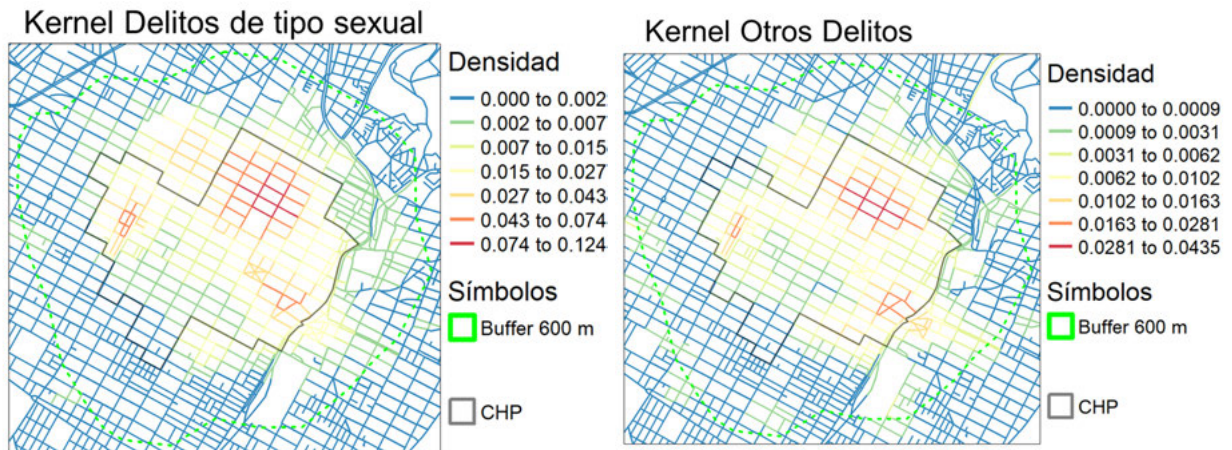 Kernel Delitos de tipo sexual
Densidad
0.000 to 0.002
0.002 to 0.007
0.007 to 0.015
0.015 to 0.027
0.027 to 0.043
0.043 to 0.074
0.074 to 0.124
Símbolos
Buffer 600 m
CHP
Kernel Otros Delitos
Densidad
0.0000 to 0.0009
0.0009 to 0.0031
0.0031 to 0.0062
0.0062 to 0.0102
0.0102 to 0.0163
0.0163 to 0.0281
0.0281 to 0.0435
Símbolos
Buffer 600 m
CHP